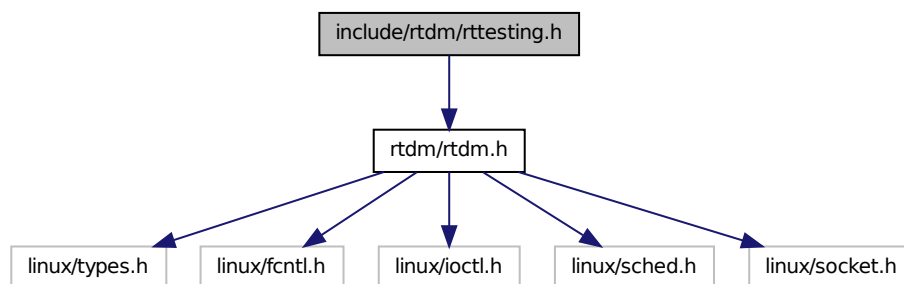 include/rtdm/rttesting.h
rtdm/rtdm.h
linux/types.h
linux/fcntl.h
linux/ioctl.h
linux/sched.h
linux/socket.h